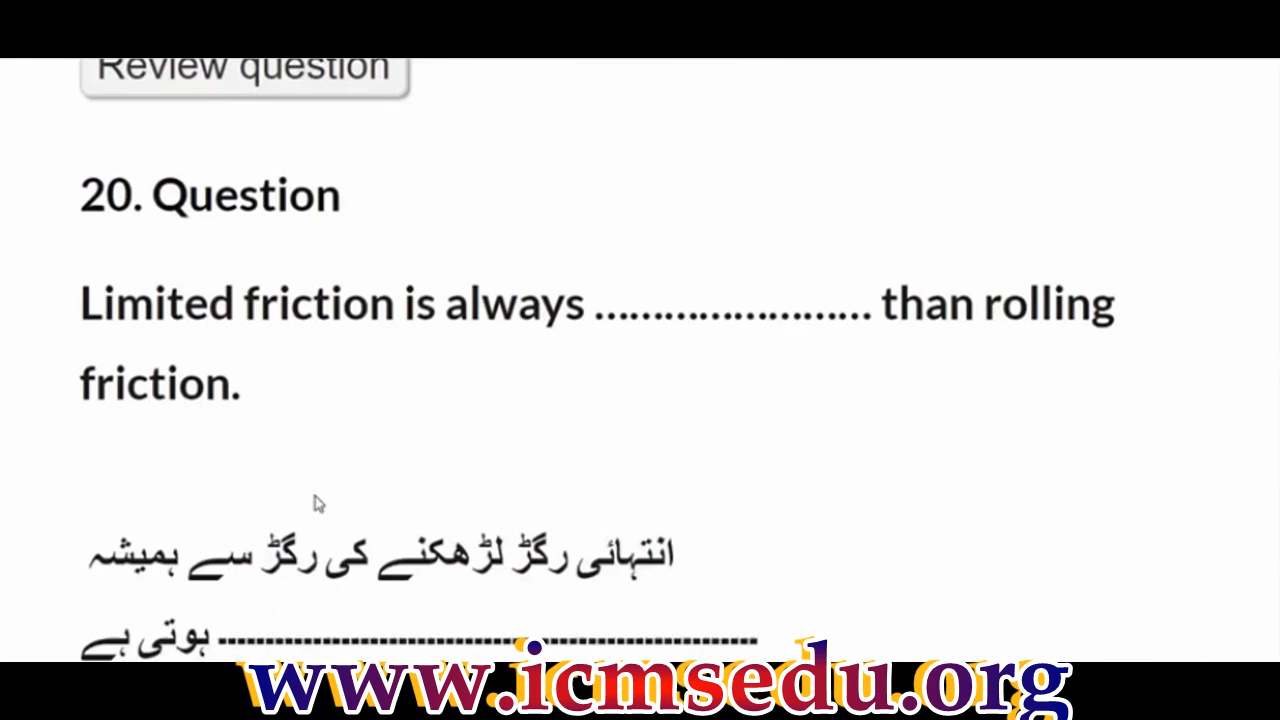 Review question
20. Question
Limited friction is always ........................ than rolling
friction.
انتہائی رگڑ لڑھکنے کی رگڑ سے ہمیشہ
---------------------------------------------------------- ہوتی ہے
www.icmsedu.org